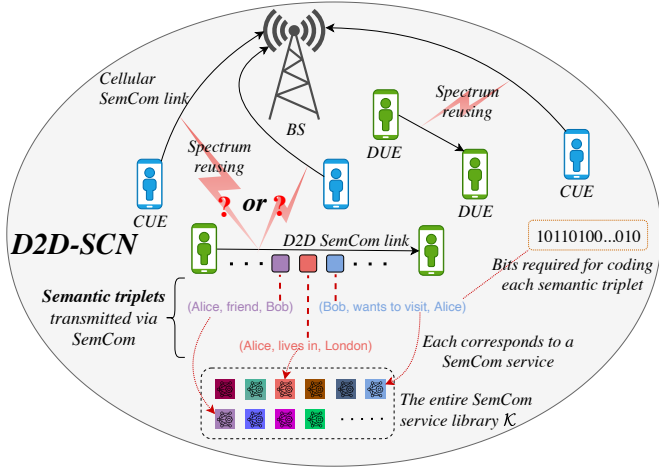 Cellular
SemCom link
BS
Spectrum
reusing
DUE
DUE
CUE
Spectrum
reusing
CUE
? or ?
D2D-SCN
D2D SemCom link
10110100...010
Bits required for coding
each semantic triplet
Semantic triplets
transmitted via
SemCom
(Alice, friend, Bob)
(Bob, wants to visit, Alice)
(Alice, lives in, London)
Each corresponds to a
SemCom service
The entire SemCom
service library K